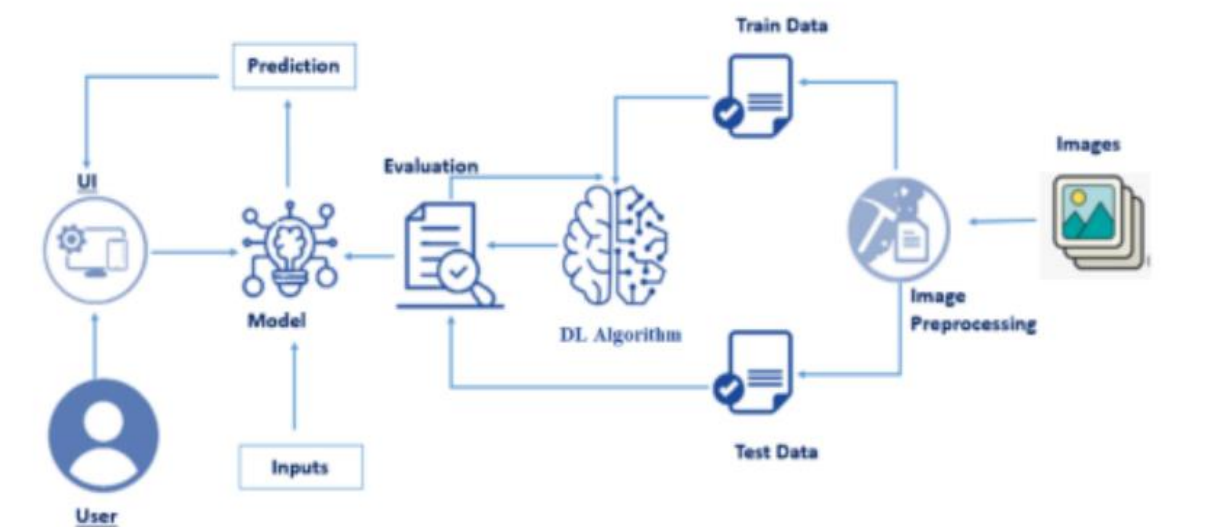 Train Data
Prediction
Images
Evaluation
UI
Image
Preprocessing
Model
DL Algorithm
Test Data
Inputs
User